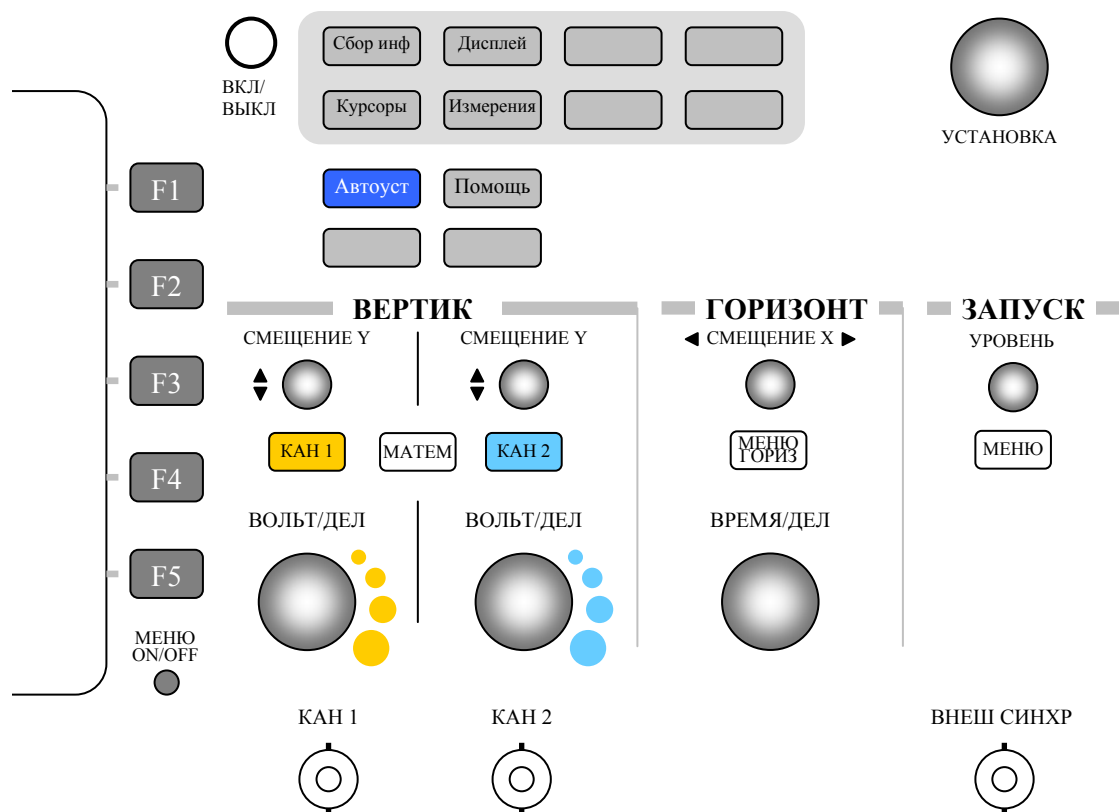 Сбор инф
Дисплей
ВКЛ/
ВЫКЛ
Курсоры
Измерения
УСТАНОВКА
F1
Автоуст
Помощь
F2
ВЕРТИК
ГОРИЗОНТ
ЗАПУСК
СМЕЩЕНИЕ Y
СМЕЩЕНИЕ Y
СМЕЩЕНИЕ X
УРОВЕНЬ
F3
КАН 1
МАТЕМ
КАН 2
МЕНЮ
ГОРИЗ
МЕНЮ
F4
ВОЛЬТ/ДЕЛ
ВОЛЬТ/ДЕЛ
ВРЕМЯ/ДЕЛ
F5
МЕНЮ
ON/OFF
КАН 1
КАН 2
ВНЕШ СИНХР